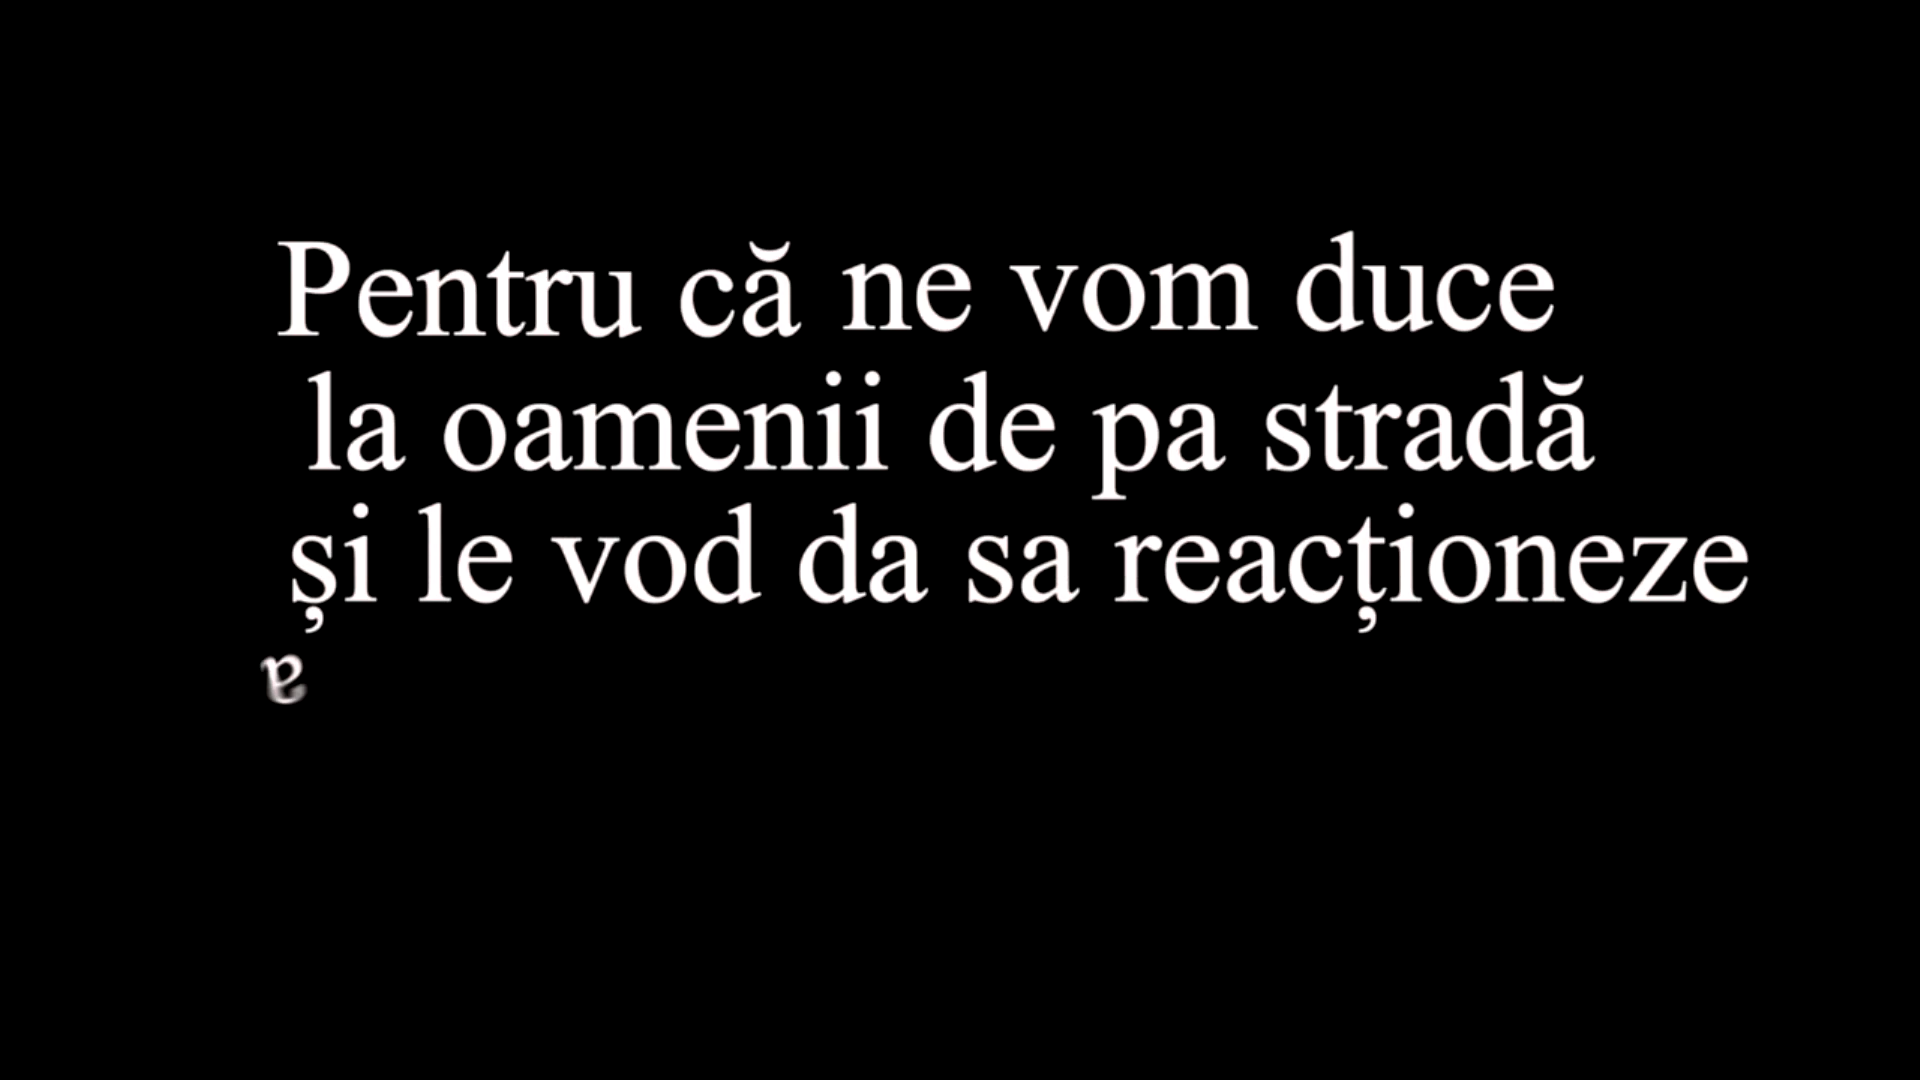 Pentru că ne vom duce
la oamenii de pa stradă
și le vod da sa reacționeze